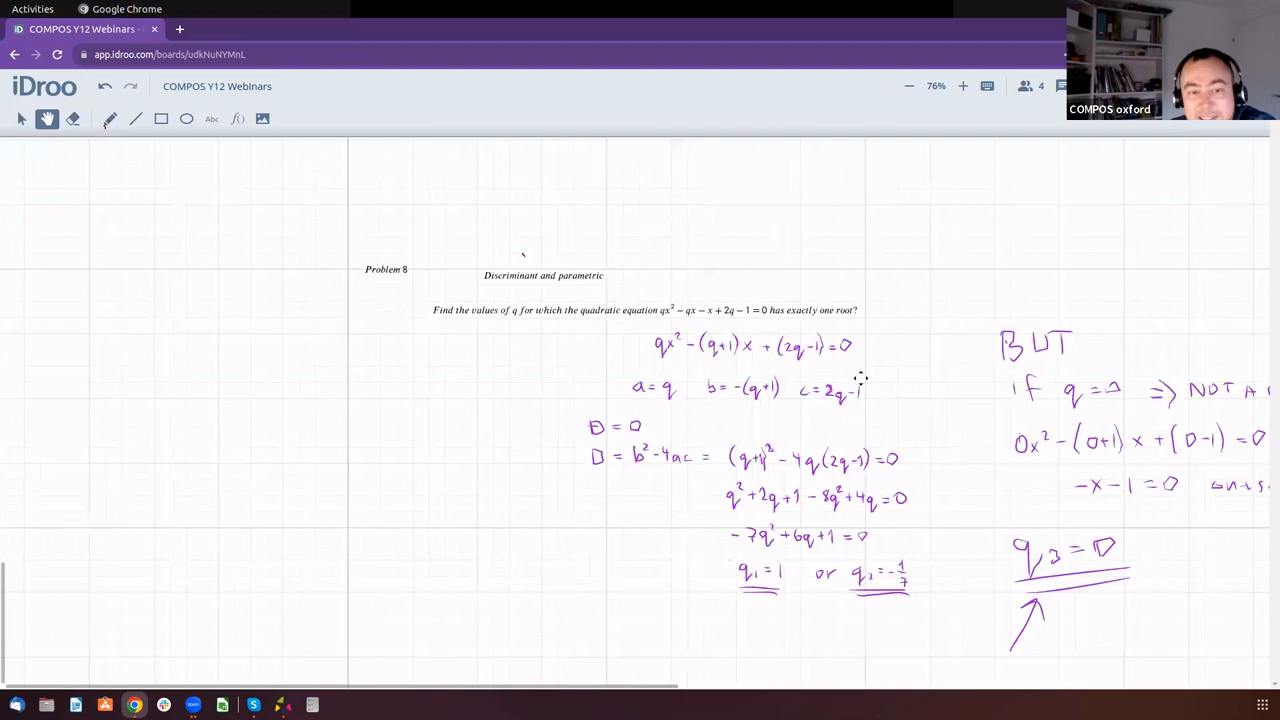 Activities
Google Chrome
COMPOS Y12 Webinars
app.idroo.com/boards/udkNuNYMnL
iDroo
COMPOS Y12 Webinars
76%
4
Abc
f()
COMPOS oxford
Problem 8
Discriminant and parametric
Find the values of q for which the quadratic equation qx² − qx − x + 2q − 1 = 0 has exactly one root?
qx² - (q+1)x + (2q-1) = 0
a = q b = -(q+1) c = 2q-1
D = 0
D = b² - 4ac = (q+1)² - 4q(2q-1) = 0
q² + 2q + 1 - 8q² + 4q = 0
-7q² + 6q + 1 = 0
q₁ = 1 or q₂ = -1/7
BUT
if q = 0 => NOT A
0x² - (0+1)x + (0-1) = 0
-x - 1 = 0
q₃ = 0